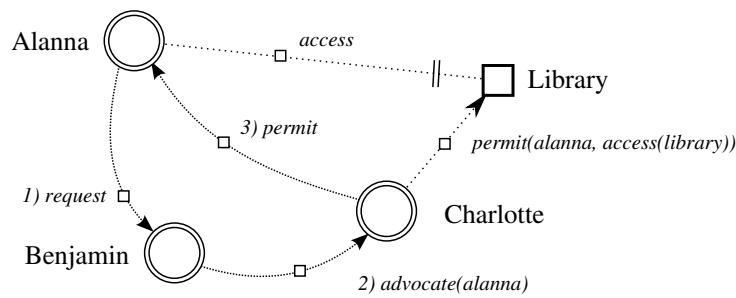 Alanna
access
Library
3) permit
permit(alanna, access(library))
1) request
Charlotte
Benjamin
2) advocate(alanna)